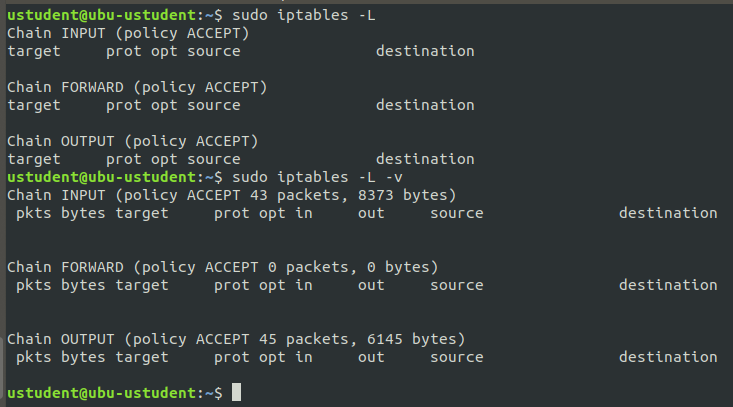 ustudent@ubu-ustudent:~$ sudo iptables -L
Chain INPUT (policy ACCEPT)
target     prot opt source               destination
Chain FORWARD (policy ACCEPT)
target     prot opt source               destination
Chain OUTPUT (policy ACCEPT)
target     prot opt source               destination
ustudent@ubu-ustudent:~$ sudo iptables -L -v
Chain INPUT (policy ACCEPT 43 packets, 8373 bytes)
 pkts bytes target     prot opt in     out     source               destination
Chain FORWARD (policy ACCEPT 0 packets, 0 bytes)
 pkts bytes target     prot opt in     out     source               destination
Chain OUTPUT (policy ACCEPT 45 packets, 6145 bytes)
 pkts bytes target     prot opt in     out     source               destination
ustudent@ubu-ustudent:~$